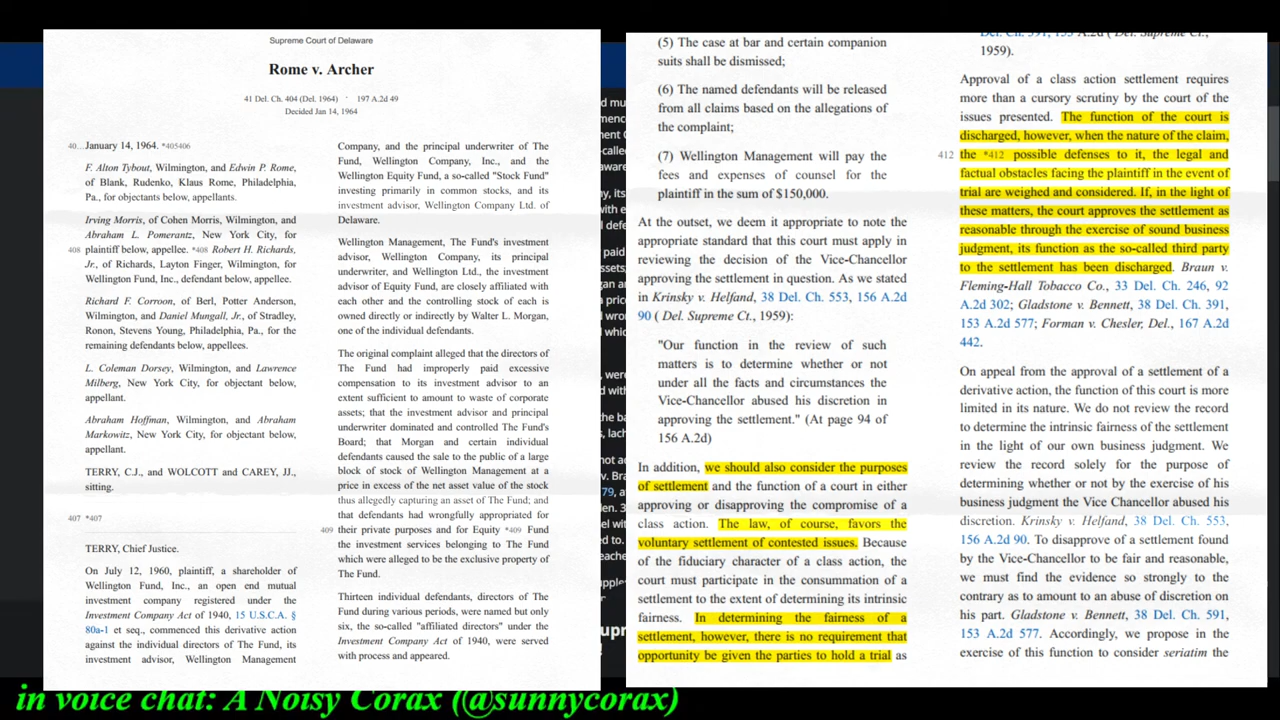 Supreme Court of Delaware
Rome v. Archer
41 Del. Ch. 404 (Del. 1964) · 197 A.2d 49
Decided Jan 14, 1964
40... January 14, 1964. *405406
F. Alton Tybout, Wilmington, and Edwin P. Rome,
of Blank, Rudenko, Klaus Rome, Philadelphia,
Pa., for objectants below, appellants.
Irving Morris, of Cohen Morris, Wilmington, and
Abraham L. Pomerantz, New York City, for
408 plaintiff below, appellee. *408 Robert H. Richards,
Jr., of Richards, Layton Finger, Wilmington, for
Wellington Fund, Inc., defendant below, appellee.
Richard F. Corroon, of Berl, Potter Anderson,
Wilmington, and Daniel Mungall, Jr., of Stradley,
Ronon, Stevens Young, Philadelphia, Pa., for the
remaining defendants below, appellees.
L. Coleman Dorsey, Wilmington, and Lawrence
Milberg, New York City, for objectant below,
appellant.
Abraham Hoffman, Wilmington, and Abraham
Markowitz, New York City, for objectant below,
appellant.
TERRY, C.J., and WOLCOTT and CAREY, JJ.,
sitting.
407 *407
TERRY, Chief Justice.
On July 12, 1960, plaintiff, a shareholder of
Wellington Fund, Inc., an open end mutual
investment company registered under the
Investment Company Act of 1940, 15 U.S.C.A. §
80a-1 et seq., commenced this derivative action
against the individual directors of The Fund, its
investment advisor, Wellington Management
Company, and the principal underwriter of The
Fund, Wellington Company, Inc., and the
Wellington Equity Fund, a so-called "Stock Fund"
investing primarily in common stocks, and its
investment advisor, Wellington Company Ltd. of
Delaware.
Wellington Management, The Fund's investment
advisor, Wellington Company, its principal
underwriter, and Wellington Ltd., the investment
advisor of Equity Fund, are closely affiliated with
each other and the controlling stock of each is
owned directly or indirectly by Walter L. Morgan,
one of the individual defendants.
The original complaint alleged that the directors of
The Fund had improperly paid excessive
compensation to its investment advisor to an
extent sufficient to amount to waste of corporate
assets; that the investment advisor and principal
underwriter dominated and controlled The Fund's
Board; that Morgan and certain individual
defendants caused the sale to the public of a large
block of stock of Wellington Management at a
price in excess of the net asset value of the stock
thus allegedly capturing an asset of The Fund; and
that defendants had wrongfully appropriated for
409 their private purposes and for Equity *409 Fund
the investment services belonging to The Fund
which were alleged to be the exclusive property of
The Fund.
Thirteen individual defendants, directors of The
Fund during various periods, were named but only
six, the so-called "affiliated directors" under the
Investment Company Act of 1940, were served
with process and appeared.
(5) The case at bar and certain companion
suits shall be dismissed;
(6) The named defendants will be released
from all claims based on the allegations of
the complaint;
(7) Wellington Management will pay the
fees and expenses of counsel for the
plaintiff in the sum of $150,000.
At the outset, we deem it appropriate to note the
appropriate standard that this court must apply in
reviewing the decision of the Vice-Chancellor
approving the settlement in question. As we stated
in Krinsky v. Helfand, 38 Del. Ch. 553, 156 A.2d
90 ( Del. Supreme Ct., 1959):
"Our function in the review of such
matters is to determine whether or not
under all the facts and circumstances the
Vice-Chancellor abused his discretion in
approving the settlement." (At page 94 of
156 A.2d)
In addition, we should also consider the purposes
of settlement and the function of a court in either
approving or disapproving the compromise of a
class action. The law, of course, favors the
voluntary settlement of contested issues. Because
of the fiduciary character of a class action, the
court must participate in the consummation of a
settlement to the extent of determining its intrinsic
fairness. In determining the fairness of a
settlement, however, there is no requirement that
opportunity be given the parties to hold a trial as
1959).
Approval of a class action settlement requires
more than a cursory scrutiny by the court of the
issues presented. The function of the court is
discharged, however, when the nature of the claim,
412 the *412 possible defenses to it, the legal and
factual obstacles facing the plaintiff in the event of
trial are weighed and considered. If, in the light of
these matters, the court approves the settlement as
reasonable through the exercise of sound business
judgment, its function as the so-called third party
to the settlement has been discharged. Braun v.
Fleming-Hall Tobacco Co., 33 Del. Ch. 246, 92
A.2d 302; Gladstone v. Bennett, 38 Del. Ch. 391,
153 A.2d 577; Forman v. Chesler, Del., 167 A.2d
442.
On appeal from the approval of a settlement of a
derivative action, the function of this court is more
limited in its nature. We do not review the record
to determine the intrinsic fairness of the settlement
in the light of our own business judgment. We
review the record solely for the purpose of
determining whether or not by the exercise of his
business judgment the Vice Chancellor abused his
discretion. Krinsky v. Helfand, 38 Del. Ch. 553,
156 A.2d 90. To disapprove of a settlement found
by the Vice-Chancellor to be fair and reasonable,
we must find the evidence so strongly to the
contrary as to amount to an abuse of discretion on
his part. Gladstone v. Bennett, 38 Del. Ch. 591,
153 A.2d 577. Accordingly, we propose in the
exercise of this function to consider seriatim the
in voice chat: A Noisy Corax (@sunnycorax)